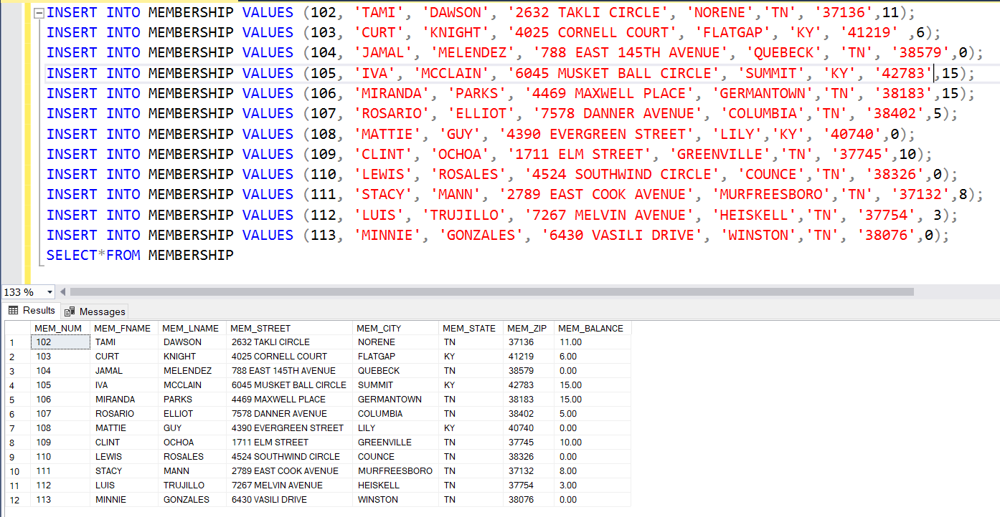 INSERT INTO MEMBERSHIP VALUES (102, 'TAMI', 'DAWSON', '2632 TAKLI CIRCLE', 'NORENE','TN', '37136',11);
INSERT INTO MEMBERSHIP VALUES (103, 'CURT', 'KNIGHT', '4025 CORNELL COURT', 'FLATGAP', 'KY', '41219' ,6);
INSERT INTO MEMBERSHIP VALUES (104, 'JAMAL', 'MELENDEZ', '788 EAST 145TH AVENUE', 'QUEBECK', 'TN', '38579',0);
INSERT INTO MEMBERSHIP VALUES (105, 'IVA', 'MCCLAIN', '6045 MUSKET BALL CIRCLE', 'SUMMIT', 'KY', '42783',15);
INSERT INTO MEMBERSHIP VALUES (106, 'MIRANDA', 'PARKS', '4469 MAXWELL PLACE', 'GERMANTOWN','TN', '38183',15);
INSERT INTO MEMBERSHIP VALUES (107, 'ROSARIO', 'ELLIOT', '7578 DANNER AVENUE', 'COLUMBIA','TN', '38402',5);
INSERT INTO MEMBERSHIP VALUES (108, 'MATTIE', 'GUY', '4390 EVERGREEN STREET', 'LILY','KY', '40740',0);
INSERT INTO MEMBERSHIP VALUES (109, 'CLINT', 'OCHOA', '1711 ELM STREET', 'GREENVILLE','TN', '37745',10);
INSERT INTO MEMBERSHIP VALUES (110, 'LEWIS', 'ROSALES', '4524 SOUTHWIND CIRCLE', 'COUNCE','TN', '38326',0);
INSERT INTO MEMBERSHIP VALUES (111, 'STACY', 'MANN', '2789 EAST COOK AVENUE', 'MURFREESBORO','TN', '37132',8);
INSERT INTO MEMBERSHIP VALUES (112, 'LUIS', 'TRUJILLO', '7267 MELVIN AVENUE', 'HEISKELL','TN', '37754', 3);
INSERT INTO MEMBERSHIP VALUES (113, 'MINNIE', 'GONZALES', '6430 VASILI DRIVE', 'WINSTON','TN', '38076',0);
SELECT*FROM MEMBERSHIP
133 %
Results Messages
MEM_NUM MEM_FNAME MEM_LNAME MEM_STREET MEM_CITY MEM_STATE MEM_ZIP MEM_BALANCE
1 102 TAMI DAWSON 2632 TAKLI CIRCLE NORENE TN 37136 11.00
2 103 CURT KNIGHT 4025 CORNELL COURT FLATGAP KY 41219 6.00
3 104 JAMAL MELENDEZ 788 EAST 145TH AVENUE QUEBECK TN 38579 0.00
4 105 IVA MCCLAIN 6045 MUSKET BALL CIRCLE SUMMIT KY 42783 15.00
5 106 MIRANDA PARKS 4469 MAXWELL PLACE GERMANTOWN TN 38183 15.00
6 107 ROSARIO ELLIOT 7578 DANNER AVENUE COLUMBIA TN 38402 5.00
7 108 MATTIE GUY 4390 EVERGREEN STREET LILY KY 40740 0.00
8 109 CLINT OCHOA 1711 ELM STREET GREENVILLE TN 37745 10.00
9 110 LEWIS ROSALES 4524 SOUTHWIND CIRCLE COUNCE TN 38326 0.00
10 111 STACY MANN 2789 EAST COOK AVENUE MURFREESBORO TN 37132 8.00
11 112 LUIS TRUJILLO 7267 MELVIN AVENUE HEISKELL TN 37754 3.00
12 113 MINNIE GONZALES 6430 VASILI DRIVE WINSTON TN 38076 0.00